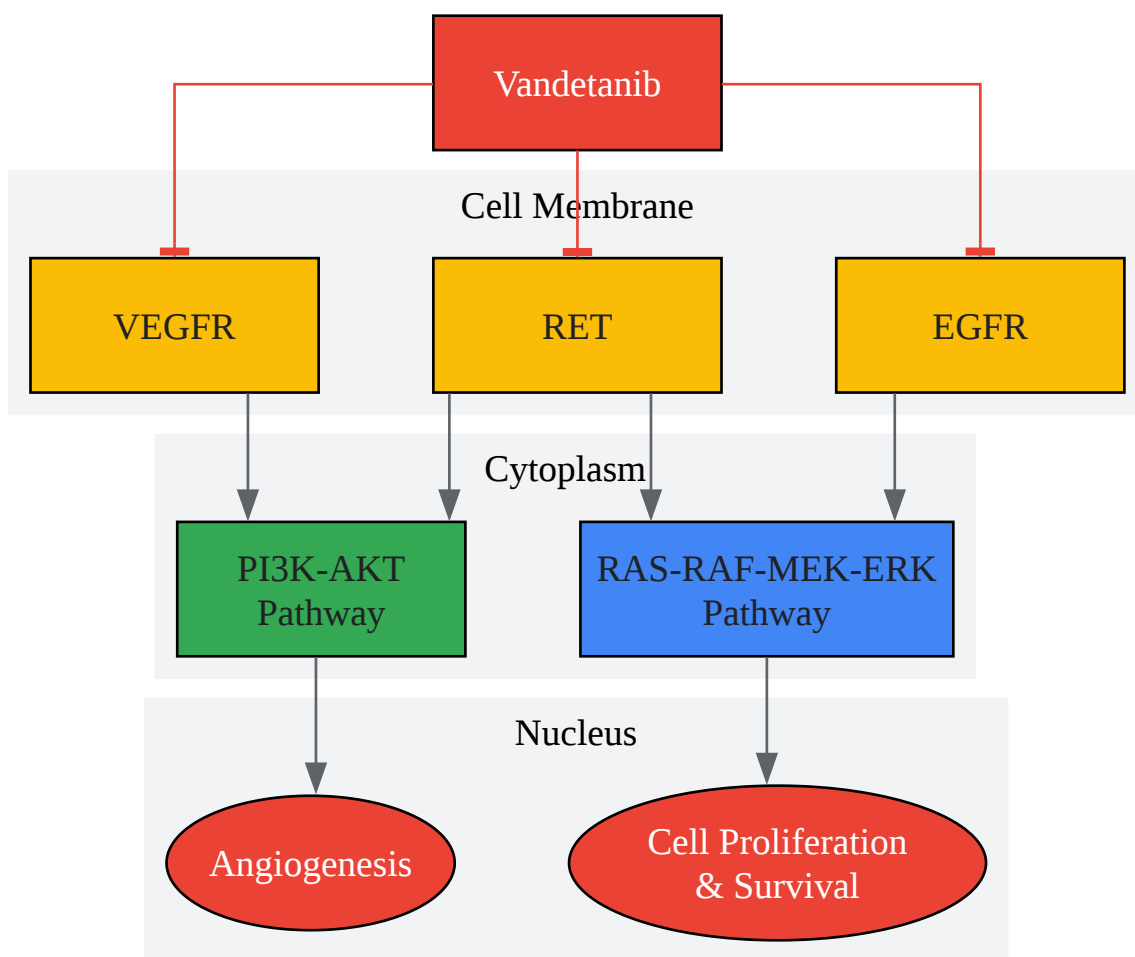 Vandetanib
Cell Membrane
VEGFR
RET
EGFR
Cytoplasm
PI3K-AKT
Pathway
RAS-RAF-MEK-ERK
Pathway
Nucleus
Angiogenesis
Cell Proliferation
& Survival